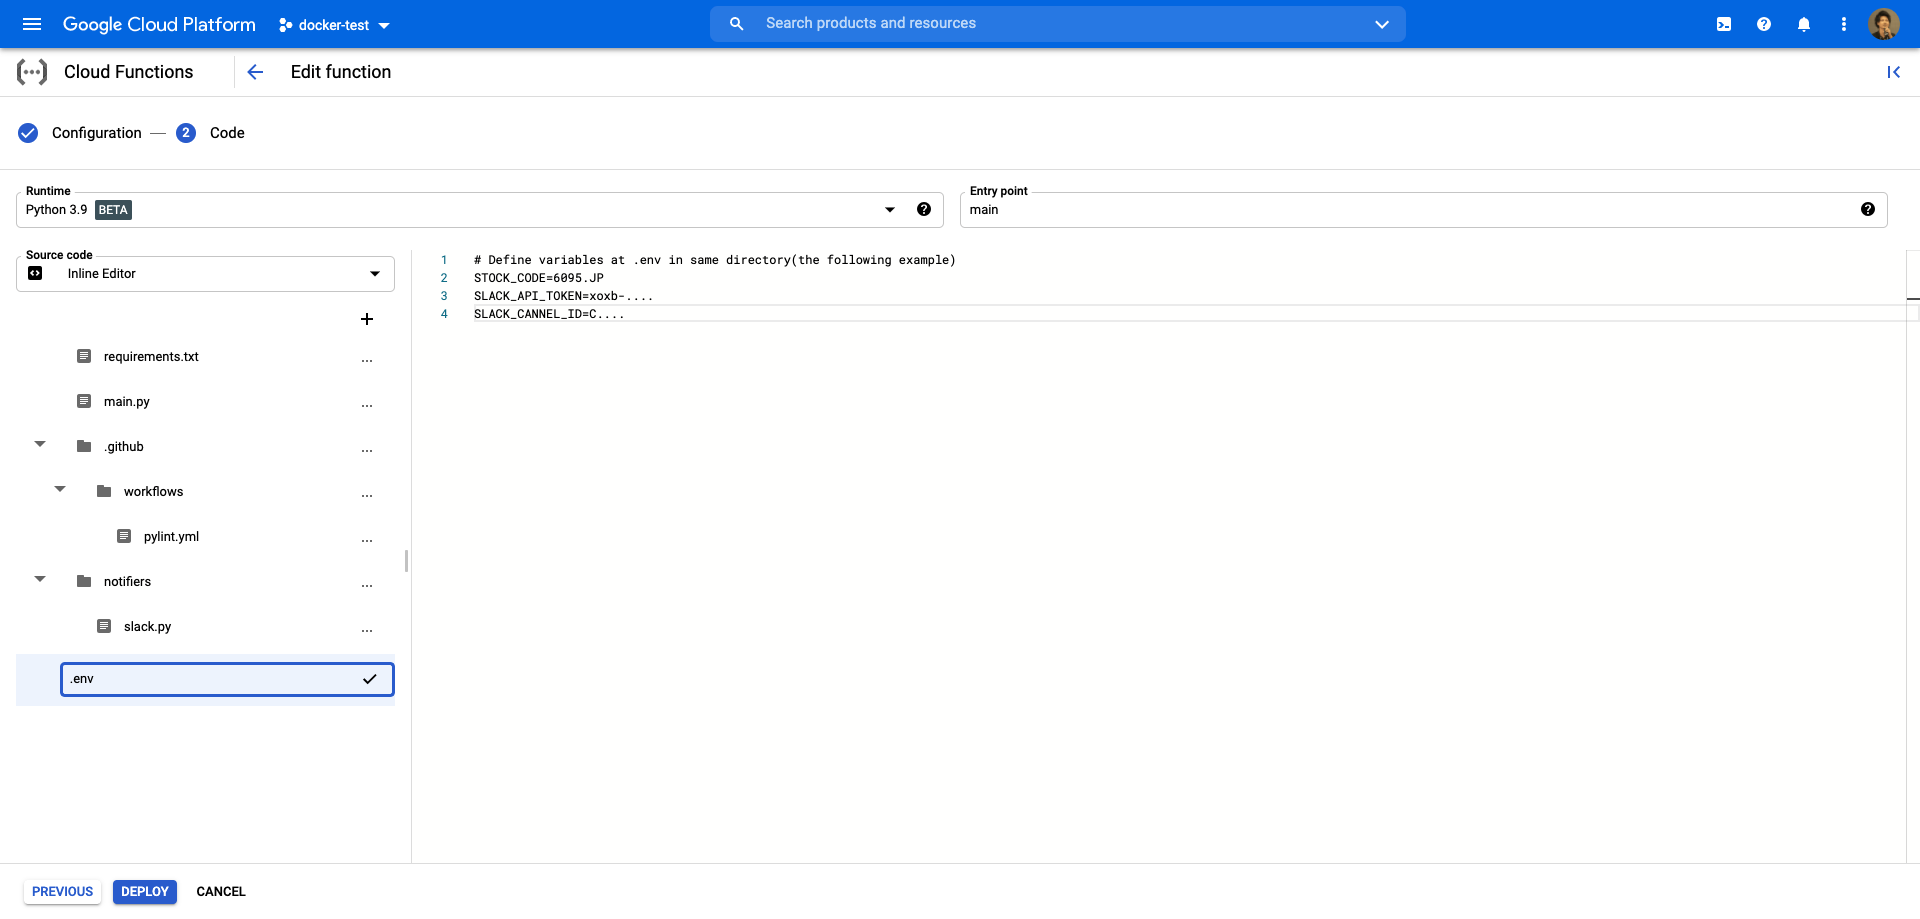 Google Cloud Platform
docker-test
Search products and resources
Cloud Functions
Edit function
Configuration
2
Code
Runtime
Python 3.9 BETA
Entry point
main
Source code
Inline Editor
requirements.txt
...
main.py
...
.github
...
workflows
...
pylint.yml
...
notifiers
...
slack.py
...
.env
1 # Define variables at .env in same directory(the following example)
2 STOCK_CODE=6095.JP
3 SLACK_API_TOKEN=xoxb-....
4 SLACK_CANNEL_ID=C....
PREVIOUS
DEPLOY
CANCEL